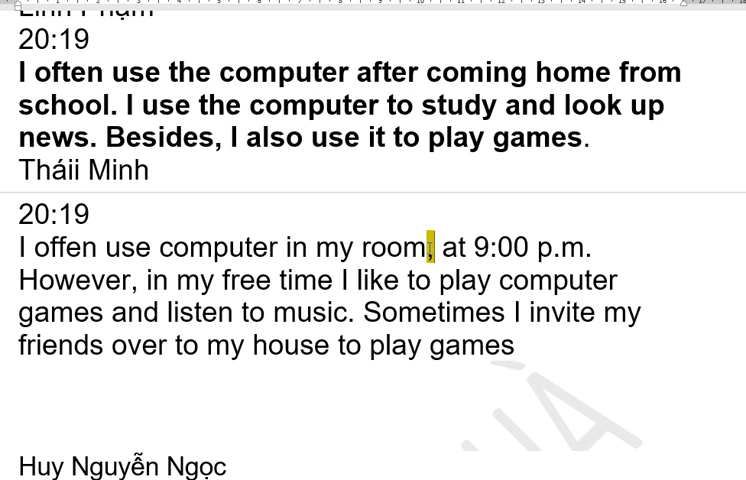 Linh Phạm
20:19
I often use the computer after coming home from
school. I use the computer to study and look up
news. Besides, I also use it to play games.
Tháii Minh
20:19
I offen use computer in my room, at 9:00 p.m.
However, in my free time I like to play computer
games and listen to music. Sometimes I invite my
friends over to my house to play games
Huy Nguyễn Ngọc